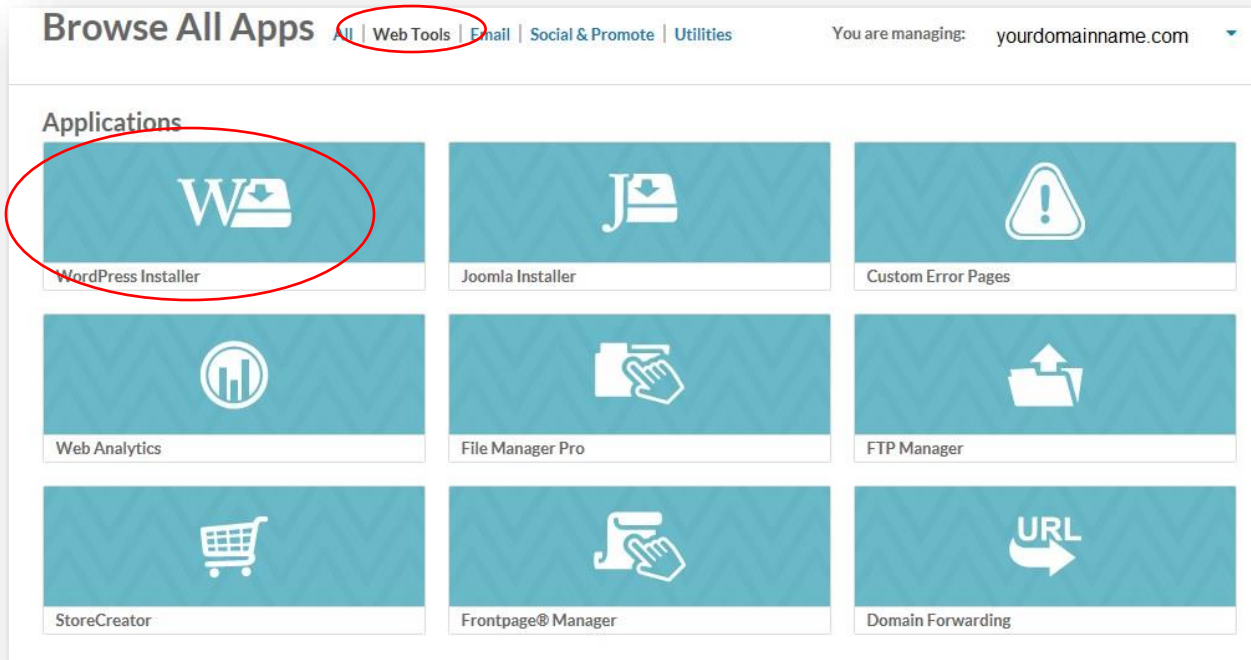 Browse All Apps All | Web Tools | Email | Social & Promote | Utilities You are managing: yourdomainname.com
Applications
WordPress Installer Joomla Installer Custom Error Pages
Web Analytics File Manager Pro FTP Manager
URL
StoreCreator Frontpage® Manager Domain Forwarding